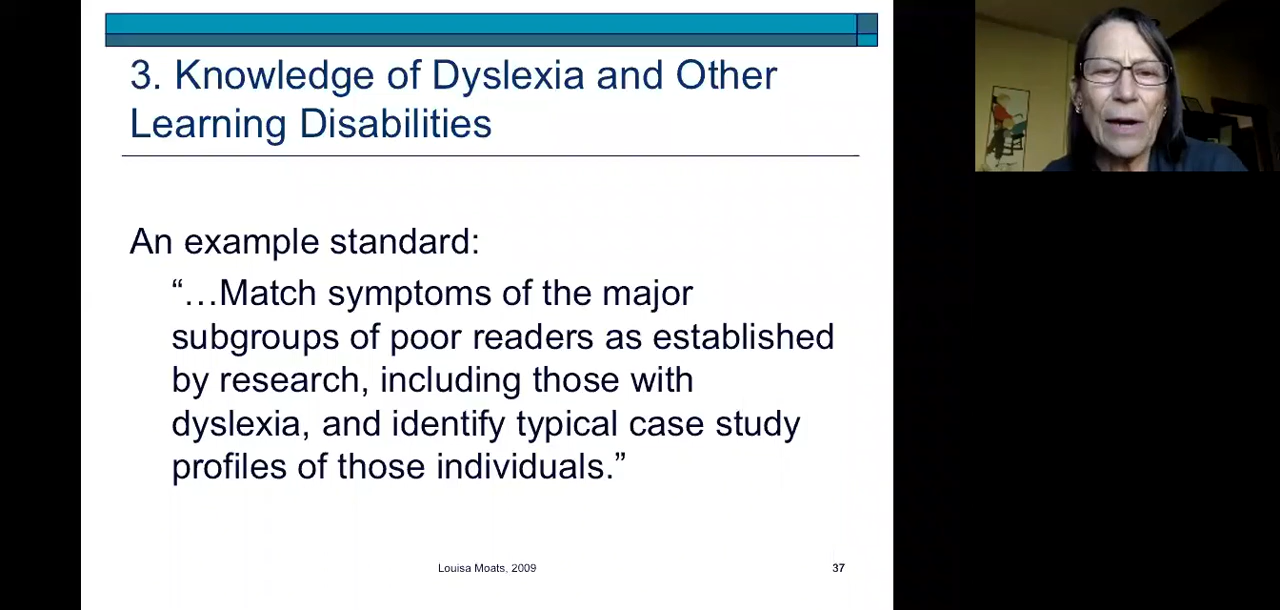 3. Knowledge of Dyslexia and Other
Learning Disabilities
An example standard:
“…Match symptoms of the major
subgroups of poor readers as established
by research, including those with
dyslexia, and identify typical case study
profiles of those individuals.”
Louisa Moats, 2009
37